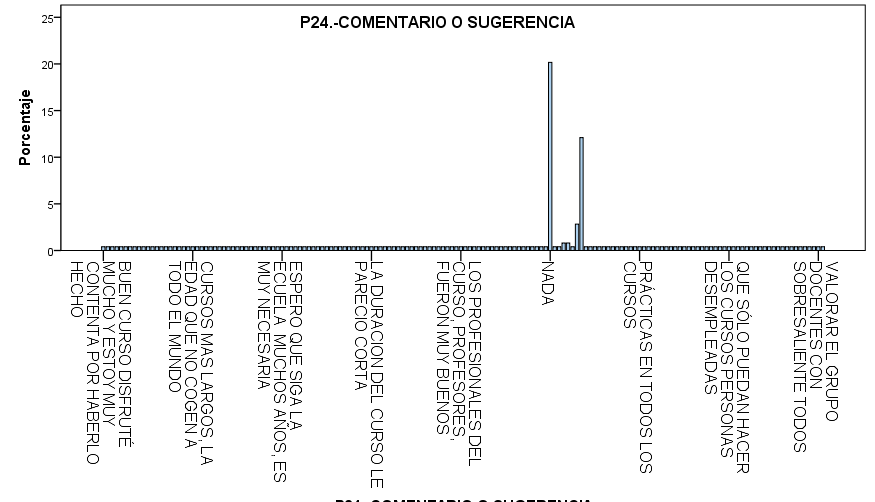 P24.-COMENTARIO O SUGERENCIA
Porcentaje
25
20
15
10
5
0
BUEN CURSO DISFRUTÉ
MUCHO Y ESTOY MUY
CONTENTA POR HABERLO
HECHO
CURSOS MAS LARGOS, LA
EDAD QUE NO COGEN A
TODO EL MUNDO
ESPERO QUE SIGA LA
ECUELA MUCHOS AÑOS, ES
MUY NECESARIA
LA DURACION DEL CURSO LE
PARECIO CORTA
LOS PROFESIONALES DEL
CURSO, PROFESORES,
FUERON MUY BUENOS,
NADA
PRÁCTICAS EN TODOS LOS
CURSOS
QUE SÓLO PUEDAN HACER
LOS CURSOS PERSONAS
DESEMPLEADAS
VALORAR EL GRUPO
DOCENTES CON
SOBRESALIENTE TODOS
P24.-COMENTARIO O SUGERENCIA